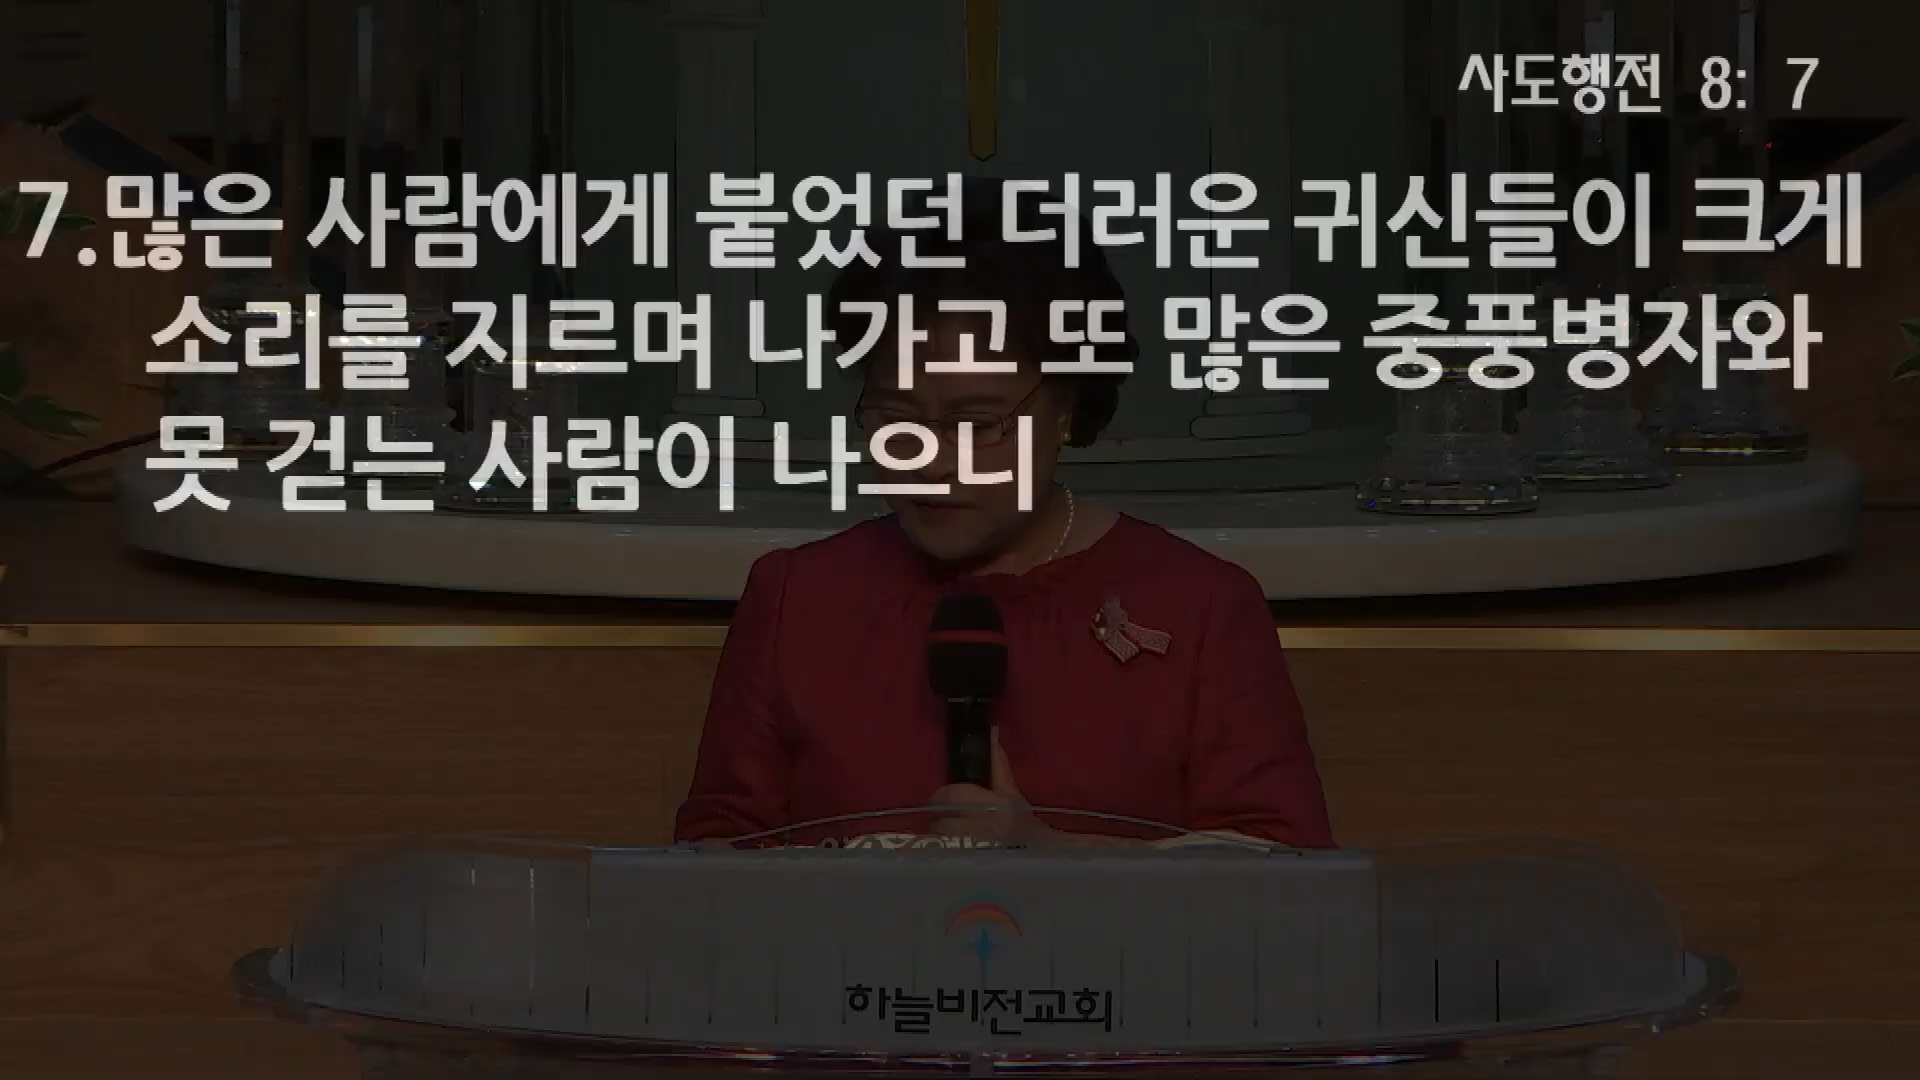 사도행전 8: 7
7.많은 사람에게 붙었던 더러운 귀신들이 크게
소리를 지르며 나가고 또 많은 중풍병자와
못 걷는 사람이 나으니
하늘비전교회